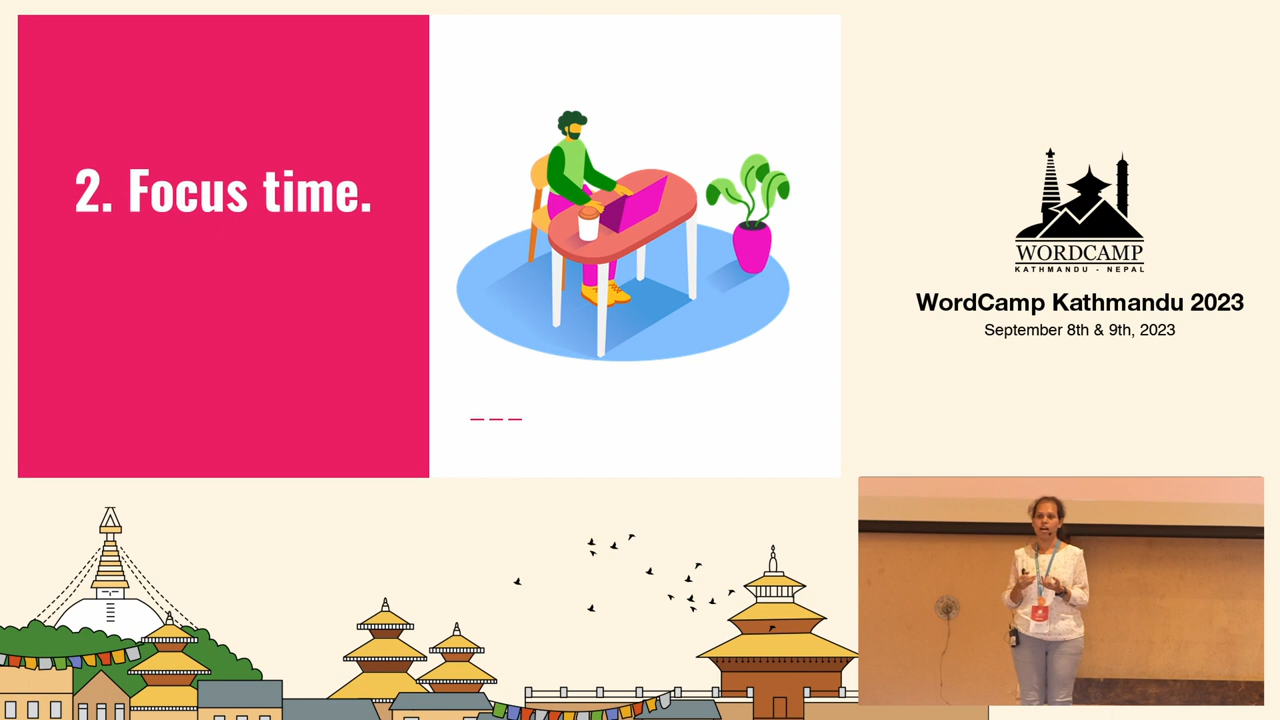 2. Focus time.
WORDCAMP
KATHMANDU - NEPAL
WordCamp Kathmandu 2023
September 8th & 9th, 2023